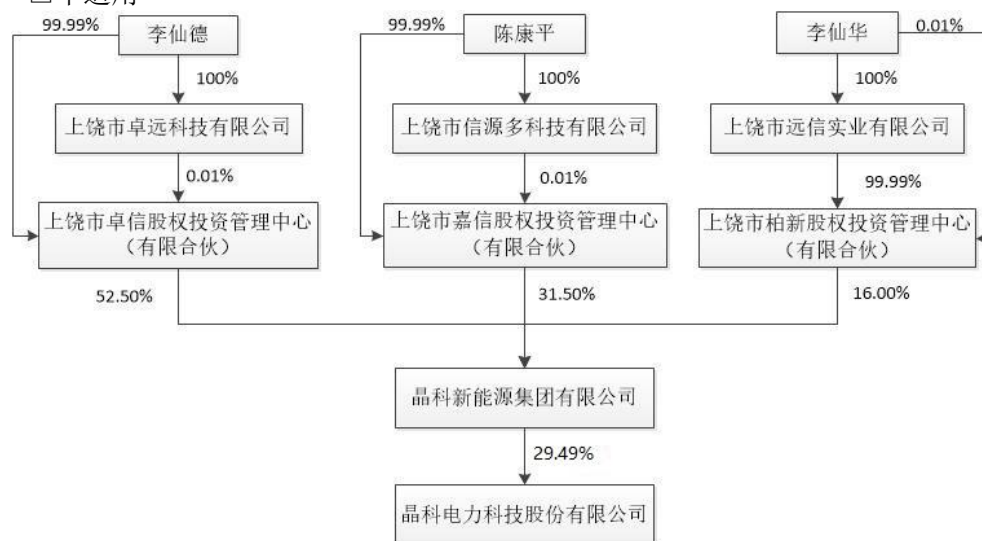 99.99%
李仙德
99.99%
陈康平
李仙华
0.01%
100%
100%
100%
上饶市卓远科技有限公司
上饶市信源多科技有限公司
上饶市远信实业有限公司
0.01%
0.01%
99.99%
上饶市卓信股权投资管理中心
（有限合伙）
上饶市嘉信股权投资管理中心
（有限合伙）
上饶市柏新股权投资管理中心
（有限合伙）
52.50%
31.50%
16.00%
晶科新能源集团有限公司
29.49%
晶科电力科技股份有限公司